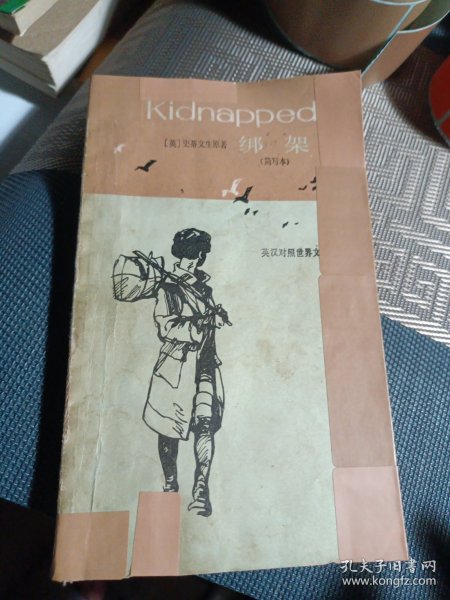 Kidnapped
[英]史蒂文生原著 绑架
(简写本)
英汉对照世界文
孔夫子旧书网
www.kongfz.com